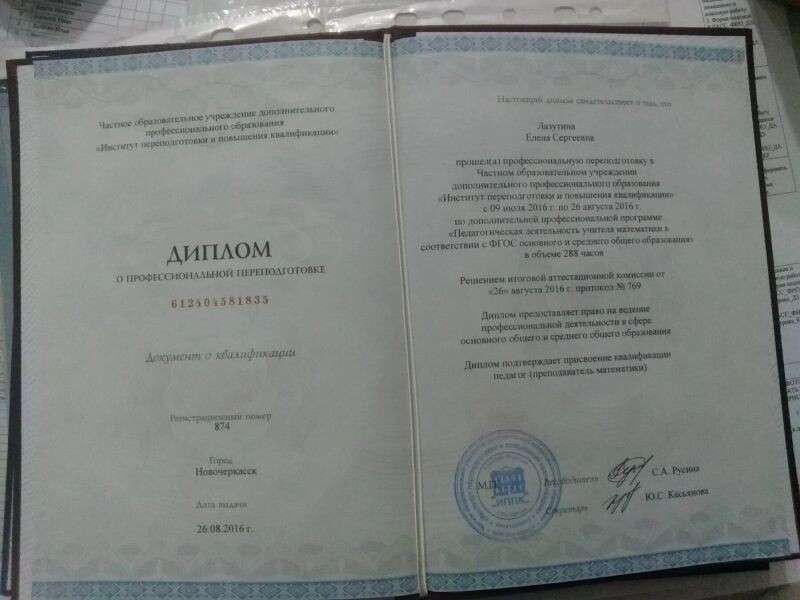 Частное образовательное учреждение дополнительного
профессионального образования
«Институт переподготовки и повышения квалификации»
ДИПЛОМ
О ПРОФЕССИОНАЛЬНОЙ ПЕРЕПОДГОТОВКЕ
612404581835
Документ о квалификации
Регистрационный номер
874
Город
Новочеркасск
Дата выдачи
26.08.2016 г.
Настоящий диплом свидетельствует о том, что
Лазутина
Елена Сергеевна
прошел(а) профессиональную переподготовку в
Частном образовательном учреждении
дополнительного профессионального образования
«Институт переподготовки и повышения квалификации»
с 09 июля 2016 г. по 26 августа 2016 г.
по дополнительной профессиональной программе
«Педагогическая деятельность учителя математики в
соответствии с ФГОС основного и среднего общего образования»
в объеме 288 часов
Решением итоговой аттестационной комиссии от
«26» августа 2016 г. протокол № 769
Диплом предоставляет право на ведение
профессиональной деятельности в сфере
основного общего и среднего общего образования
Диплом подтверждает присвоение квалификации
педагог (преподаватель математики)
М.П.
"ИППК"
Руководитель
С.А. Русина
Секретарь
Ю.С. Касьянова